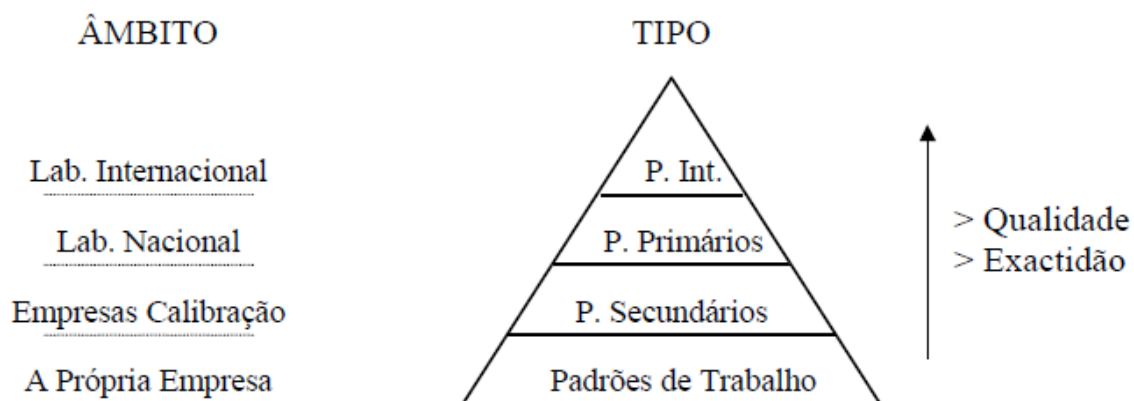 ÂMBITO
TIPO
Lab. Internacional
P. Int.
Lab. Nacional
P. Primários
> Qualidade
> Exactidão
Empresas Calibração
P. Secundários
A Própria Empresa
Padrões de Trabalho